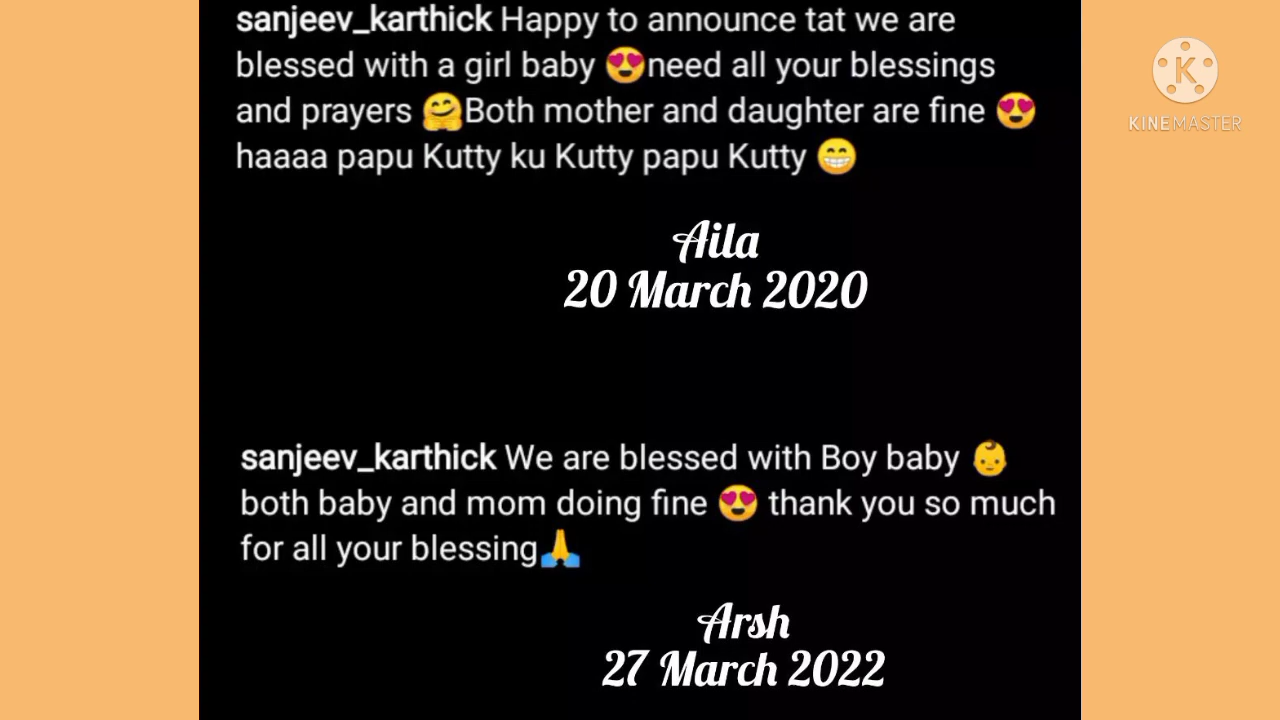 sanjeev_karthick Happy to announce tat we are
blessed with a girl baby 😍need all your blessings
and prayers 🤗Both mother and daughter are fine 😍
haaaa papu Kutty ku Kutty papu Kutty 😁
K
KINEMASTER
Aila
20 March 2020
sanjeev_karthick We are blessed with Boy baby 👶
both baby and mom doing fine 😍 thank you so much
for all your blessing🙏
Arsh
27 March 2022